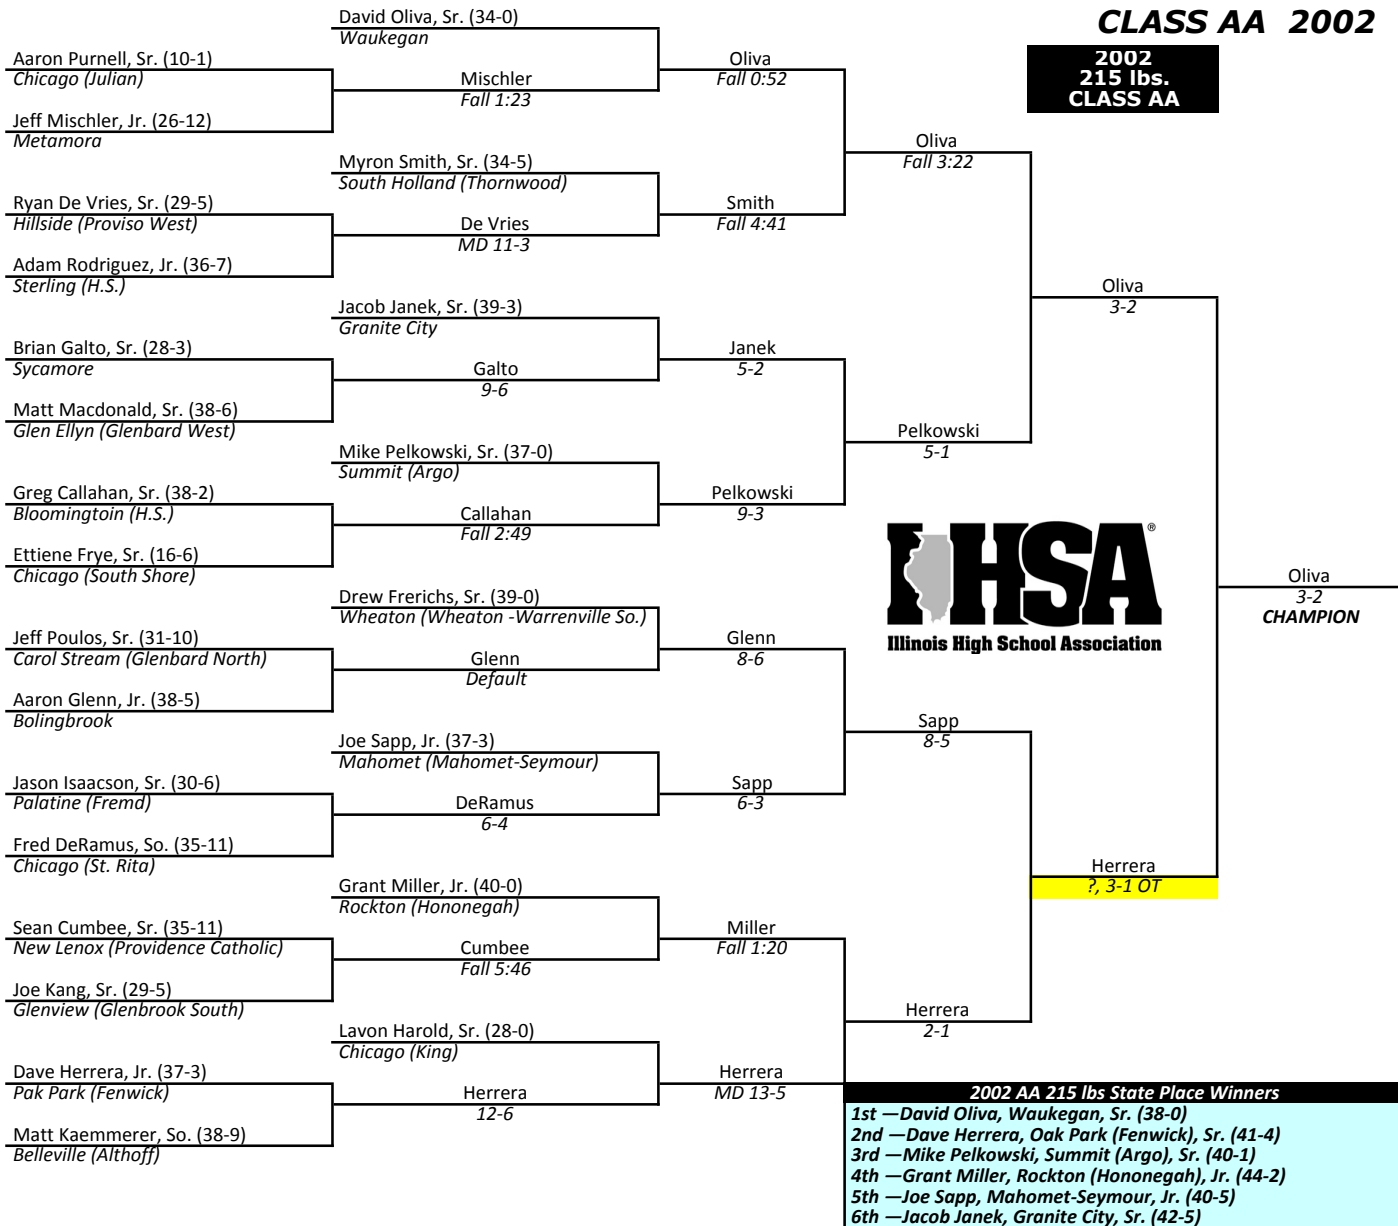 CLASS AA 2002
2002
215 lbs.
CLASS AA
Aaron Purnell, Sr. (10-1)
Chicago (Julian)
Jeff Mischler, Jr. (26-12)
Metamora
Ryan De Vries, Sr. (29-5)
Hillside (Proviso West)
Adam Rodriguez, Jr. (36-7)
Sterling (H.S.)
Brian Galto, Sr. (28-3)
Sycamore
Matt Macdonald, Sr. (38-6)
Glen Ellyn (Glenbard West)
Greg Callahan, Sr. (38-2)
Bloomingtoin (H.S.)
Ettiene Frye, Sr. (16-6)
Chicago (South Shore)
Jeff Poulos, Sr. (31-10)
Carol Stream (Glenbard North)
Aaron Glenn, Jr. (38-5)
Bolingbrook
Jason Isaacson, Sr. (30-6)
Palatine (Fremd)
Fred DeRamus, So. (35-11)
Chicago (St. Rita)
Sean Cumbee, Sr. (35-11)
New Lenox (Providence Catholic)
Joe Kang, Sr. (29-5)
Glenview (Glenbrook South)
Dave Herrera, Jr. (37-3)
Pak Park (Fenwick)
Matt Kaemmerer, So. (38-9)
Belleville (Althoff)
David Oliva, Sr. (34-0)
Waukegan
Mischler
Fall 1:23
Myron Smith, Sr. (34-5)
South Holland (Thornwood)
De Vries
MD 11-3
Jacob Janek, Sr. (39-3)
Granite City
Galto
9-6
Mike Pelkowski, Sr. (37-0)
Summit (Argo)
Callahan
Fall 2:49
Drew Frerichs, Sr. (39-0)
Wheaton (Wheaton -Warrenville So.)
Glenn
Default
Joe Sapp, Jr. (37-3)
Mahomet (Mahomet-Seymour)
DeRamus
6-4
Grant Miller, Jr. (40-0)
Rockton (Hononegah)
Cumbee
Fall 5:46
Lavon Harold, Sr. (28-0)
Chicago (King)
Herrera
12-6
Oliva
Fall 0:52
Smith
Fall 4:41
Janek
5-2
Pelkowski
9-3
Glenn
8-6
Sapp
6-3
Miller
Fall 1:20
Herrera
MD 13-5
Oliva
Fall 3:22
Pelkowski
5-1
Sapp
8-5
Herrera
2-1
Oliva
3-2
Herrera
?, 3-1 OT
Oliva
3-2
CHAMPION
IHSA®
Illinois High School Association
2002 AA 215 lbs State Place Winners
1st —David Oliva, Waukegan, Sr. (38-0)
2nd —Dave Herrera, Oak Park (Fenwick), Sr. (41-4)
3rd —Mike Pelkowski, Summit (Argo), Sr. (40-1)
4th —Grant Miller, Rockton (Hononegah), Jr. (44-2)
5th —Joe Sapp, Mahomet-Seymour, Jr. (40-5)
6th —Jacob Janek, Granite City, Sr. (42-5)